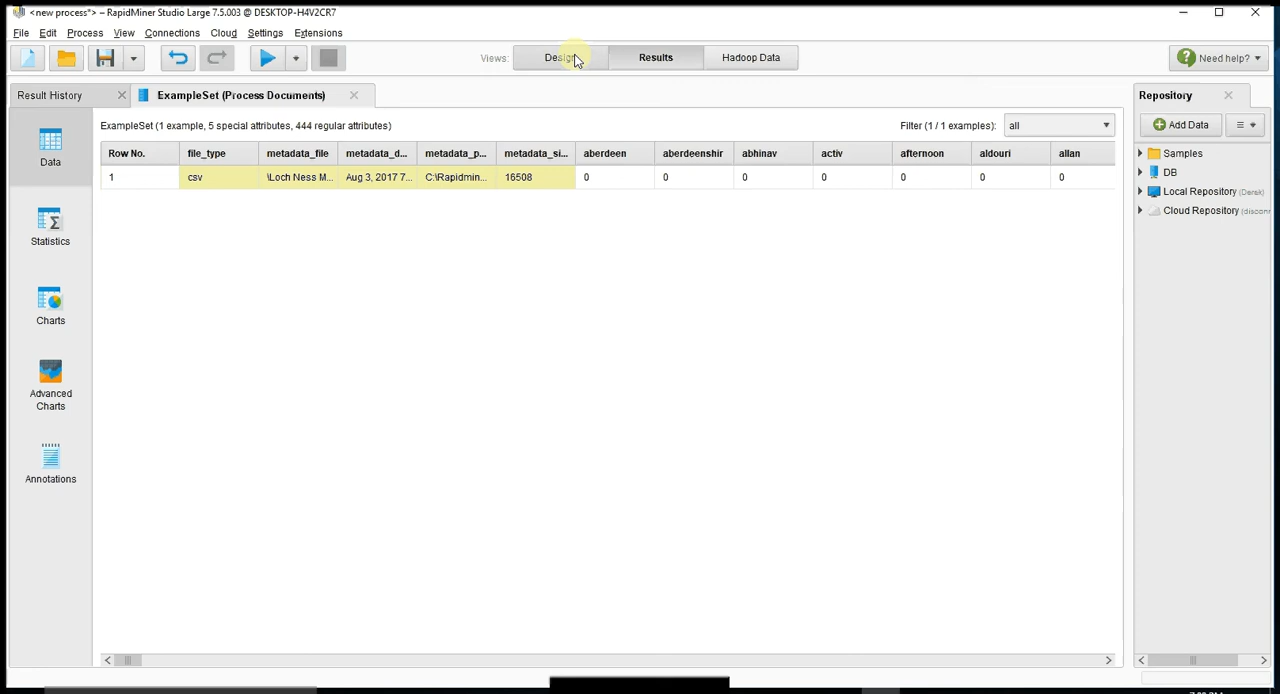 <new process*> – RapidMiner Studio Large 7.5.003 @ DESKTOP-H4V2CR7
File Edit Process View Connections Cloud Settings Extensions
Views: Design Results Hadoop Data Need help?
Result History ExampleSet (Process Documents) Repository
ExampleSet (1 example, 5 special attributes, 444 regular attributes) Filter (1 / 1 examples): all Add Data
Row No. file_type metadata_file metadata_d... metadata_p... metadata_si... aberdeen aberdeenshir abhinav activ afternoon aldouri allan
1 csv \Loch Ness M... Aug 3, 2017 7... C:\Rapidmin... 16508 0 0 0 0 0 0 0
Data
Statistics
Charts
Advanced
Charts
Annotations
Samples
DB
Local Repository (Derek)
Cloud Repository (disconn